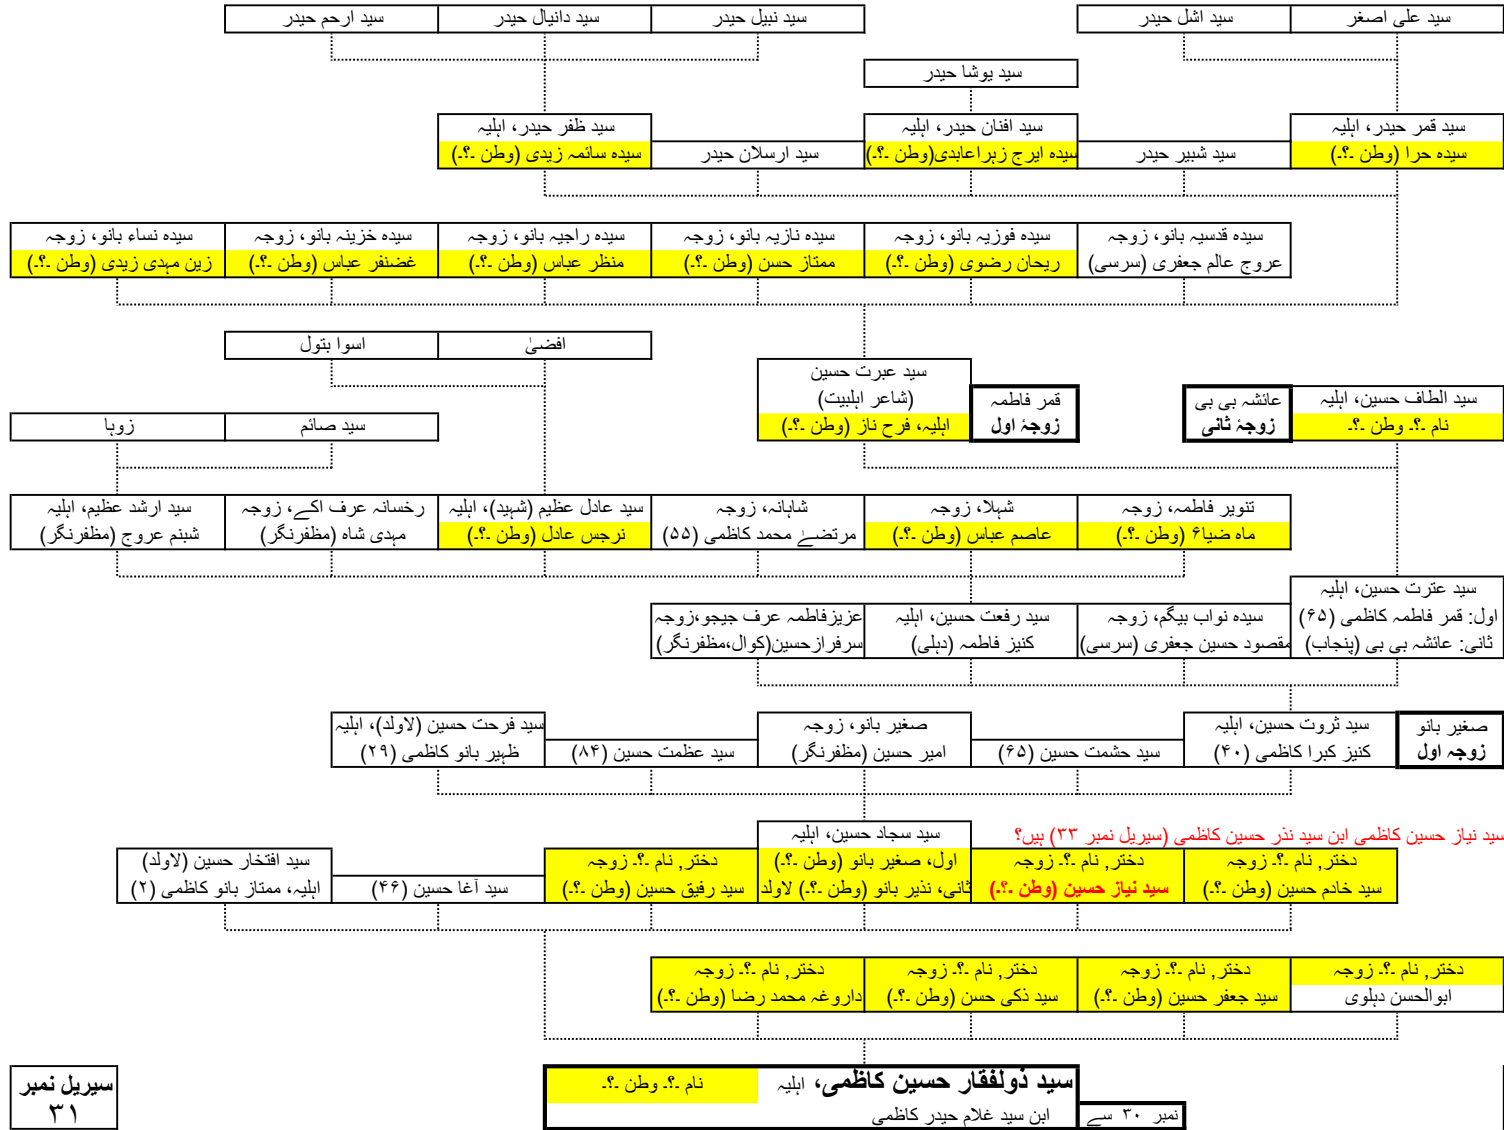 سید علی اصغر
سید اشل حیدر
سید نبیل حیدر
سید دانیال حیدر
سید ارحم حیدر
سید یوشا حیدر
سید قمر حیدر، اہلیہ
سیدہ حرا (وطن ؟۔)
سید شبیر حیدر
سید افنان حیدر، اہلیہ
سیدہ ایرج زہراعابدی(وطن ؟۔)
سید ارسلان حیدر
سید ظفر حیدر، اہلیہ
سیدہ سائمہ زیدی (وطن ؟۔)
سیدہ قدسیہ بانو، زوجہ
عروج عالم جعفری (سرسی)
سیدہ فوزیہ بانو، زوجہ
ریحان رضوی (وطن ؟۔)
سیدہ نازیہ بانو، زوجہ
ممتاز حسن (وطن ؟۔)
سیدہ راجیہ بانو، زوجہ
منظر عباس (وطن ؟۔)
سیدہ خزینہ بانو، زوجہ
غضنفر عباس (وطن ؟۔)
سیدہ نساء بانو، زوجہ
زین مہدی زیدی (وطن ؟۔)
افضیٰ
اسوا بتول
سید الطاف حسین، اہلیہ
نام ؟۔ وطن ؟۔
عائشہ بی بی
زوجۂ ثانی
قمر فاطمہ
زوجۂ اول
سید عبرت حسین
(شاعر اہلبیت)
اہلیہ، فرح ناز (وطن ؟۔)
سید صائم
زوہا
تنویر فاطمہ، زوجہ
ماہ ضیا۶ (وطن ؟۔)
شہلا، زوجہ
عاصم عباس (وطن ؟۔)
شاہانہ، زوجہ
مرتضےٰ محمد کاظمی (۵۵)
سید عادل عظیم (شہید)، اہلیہ
نرجس عادل (وطن ؟۔)
رخسانہ عرف اکے، زوجہ
مہدی شاہ (مظفرنگر)
سید ارشد عظیم، اہلیہ
شبنم عروج (مظفرنگر)
سید عترت حسین، اہلیہ
اول: قمر فاطمہ کاظمی (۶۵)
ثانی: عائشہ بی بی (پنجاب)
سیدہ نواب بیگم، زوجہ
مقصود حسین جعفری (سرسی)
سید رفعت حسین، اہلیہ
کنیز فاطمہ (دہلی)
عزیزفاطمہ عرف جیجو،زوجہ
سرفرازحسین(کوال،مظفرنگر)
صغیر بانو
زوجہ اول
سید ثروت حسین، اہلیہ
کنیز کبرا کاظمی (۴۰)
سید حشمت حسین (۶۵)
صغیر بانو، زوجہ
امیر حسین (مظفرنگر)
سید عظمت حسین (۸۴)
سید فرحت حسین (لاولد)، اہلیہ
ظہیر بانو کاظمی (۲۹)
سید نیاز حسین کاظمی ابن سید نذر حسین کاظمی (سیریل نمبر ۳۳) ہیں؟
دختر, نام ؟۔ زوجہ
سید خادم حسین (وطن ؟۔)
دختر, نام ؟۔ زوجہ
سید نیاز حسین (وطن ؟۔)
سید سجاد حسین، اہلیہ
اول، صغیر بانو (وطن ؟۔)
ثانی، نذیر بانو (وطن ؟۔) لاولد
دختر, نام ؟۔ زوجہ
سید رفیق حسین (وطن ؟۔)
سید آغا حسین (۴۶)
سید افتخار حسین (لاولد)
اہلیہ، ممتاز بانو کاظمی (۲)
دختر, نام ؟۔ زوجہ
ابوالحسن دہلوی
دختر, نام ؟۔ زوجہ
سید جعفر حسین (وطن ؟۔)
دختر, نام ؟۔ زوجہ
سید ذکی حسن (وطن ؟۔)
دختر, نام ؟۔ زوجہ
داروغہ محمد رضا (وطن ؟۔)
سید ذولفقار حسین کاظمی، اہلیہ نام ؟۔ وطن ؟۔
ابن سید غلام حیدر کاظمی
نمبر ۳۰ سے
سیریل نمبر
۳۱